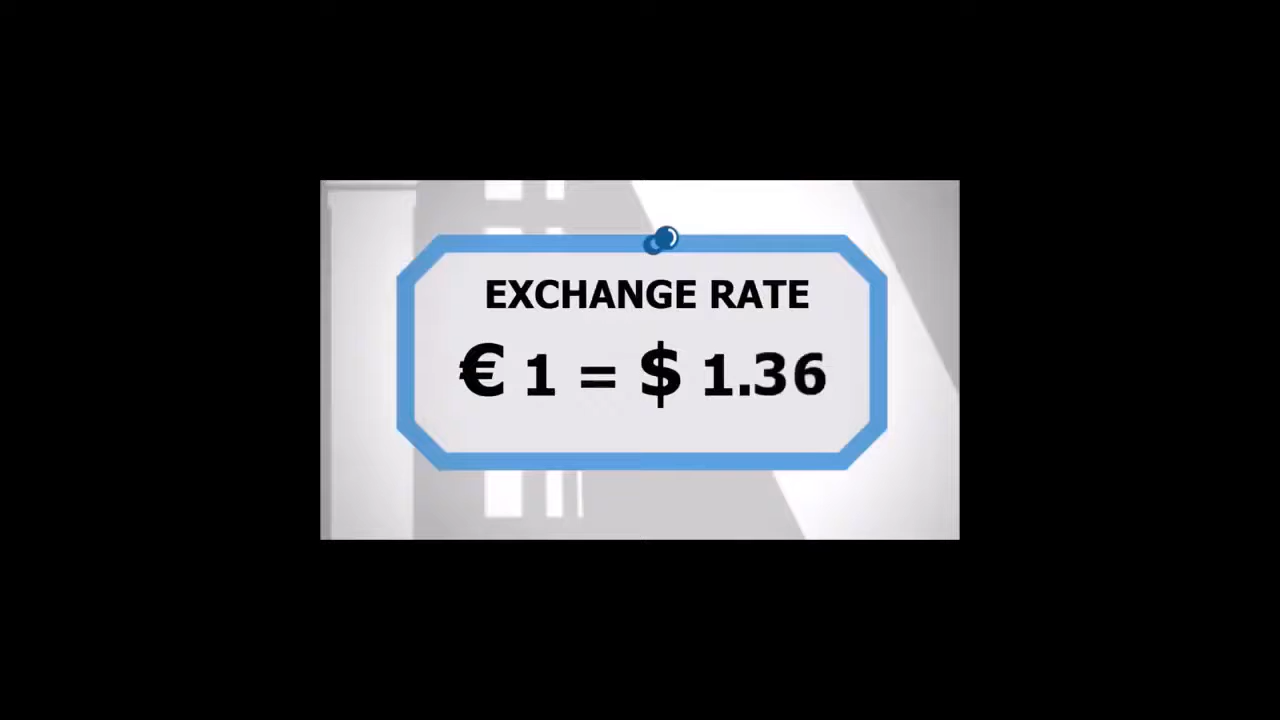 EXCHANGE RATE
€ 1 = $ 1.36